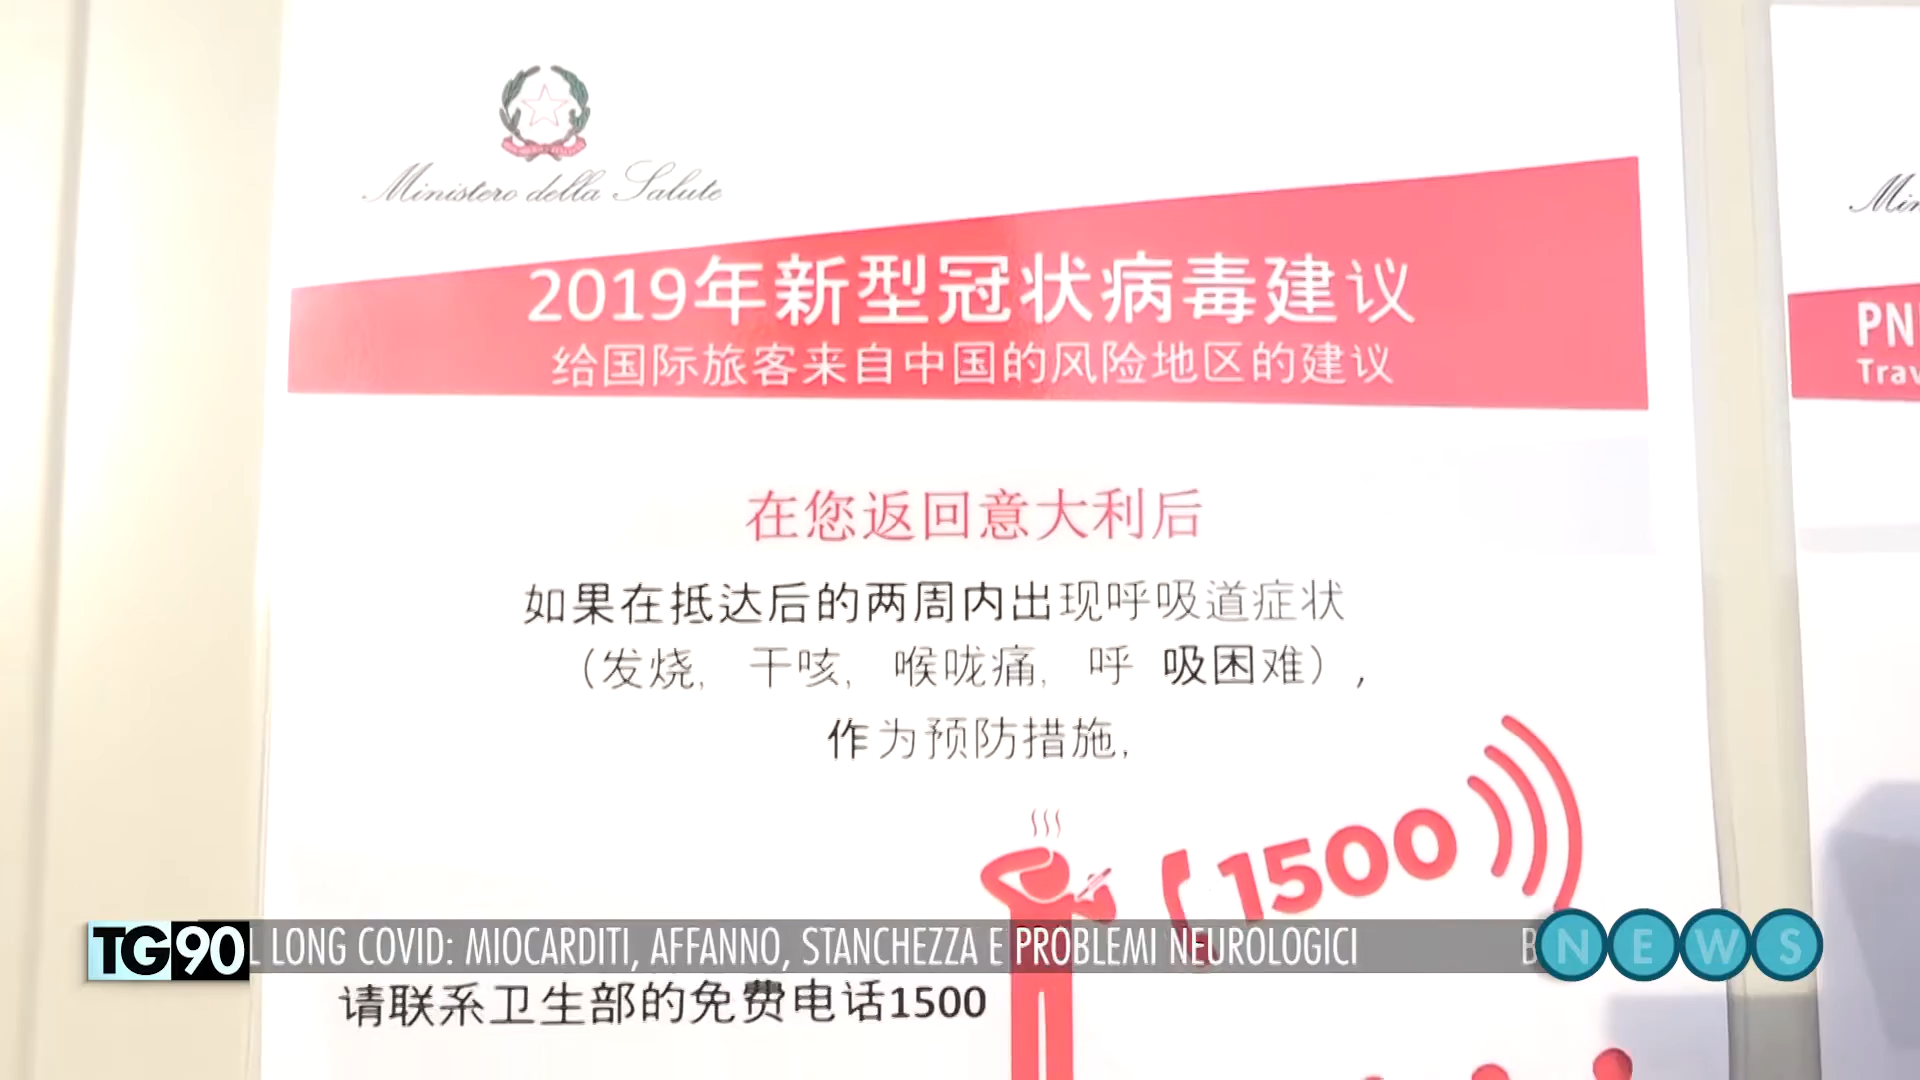 Ministero della Salute
2019年新型冠状病毒建议
给国际旅客来自中国的风险地区的建议
在您返回意大利后
如果在抵达后的两周内出现呼吸道症状
（发烧， 干咳， 喉咙痛， 呼 吸困难），
作为预防措施，
1500
请联系卫生部的免费电话1500
PN
Trav
TG90
L LONG COVID: MIOCARDITI, AFFANNO, STANCHEZZA E PROBLEMI NEUROLOGICI
B
NEWS